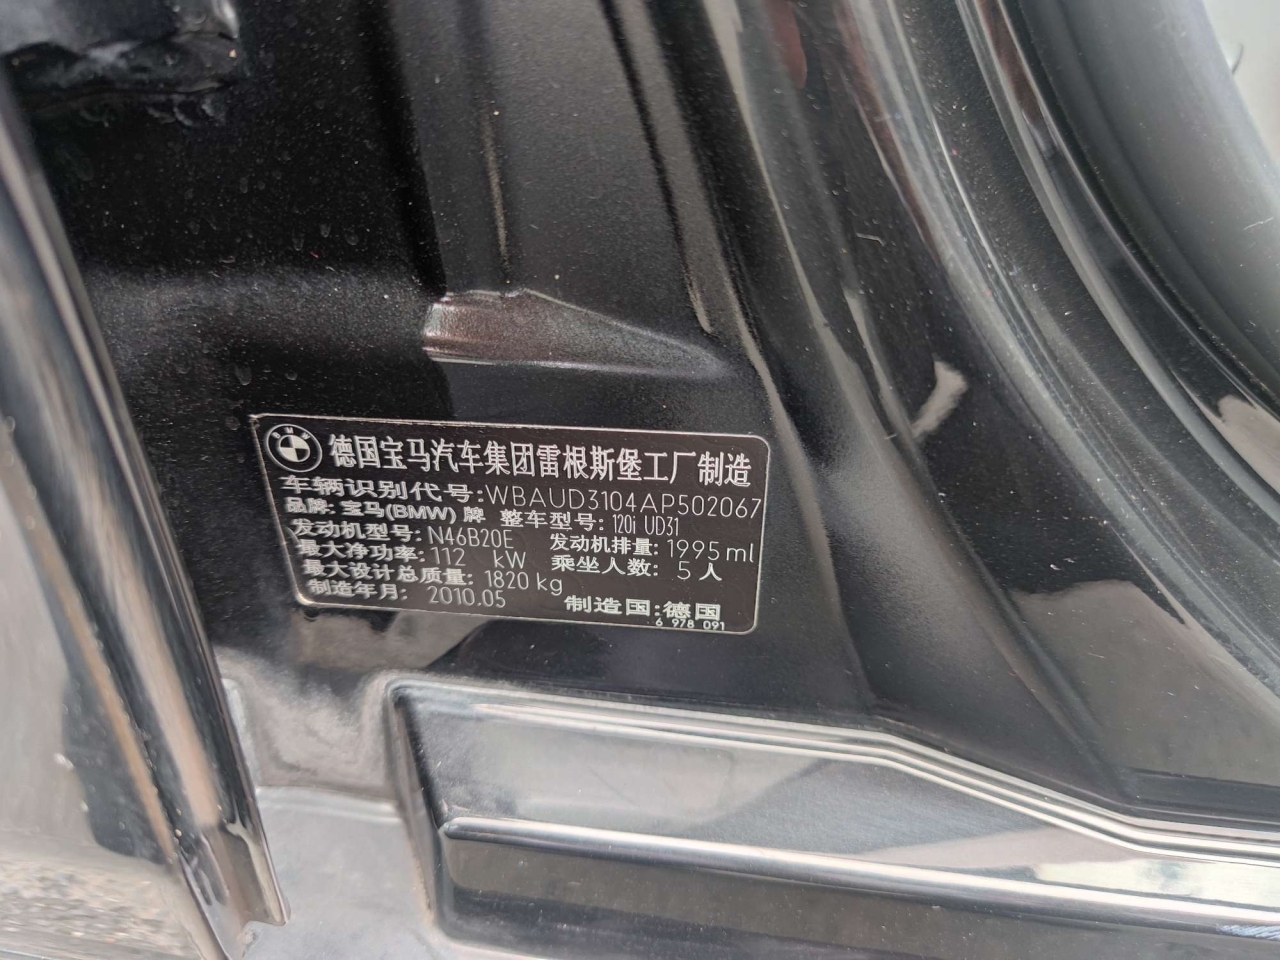 德国宝马汽车集团雷根斯堡工厂制造
车辆识别代号:WBAUD3104AP502067
品牌: 宝马(BMW) 牌 整车型号: 120i UD31
发动机型号: N46B20E 发动机排量: 1995 ml
最大净功率: 112 kW 乘坐人数: 5 人
最大设计总质量: 1820 kg
制造年月: 2010.05 制造国: 德国
6 978 091